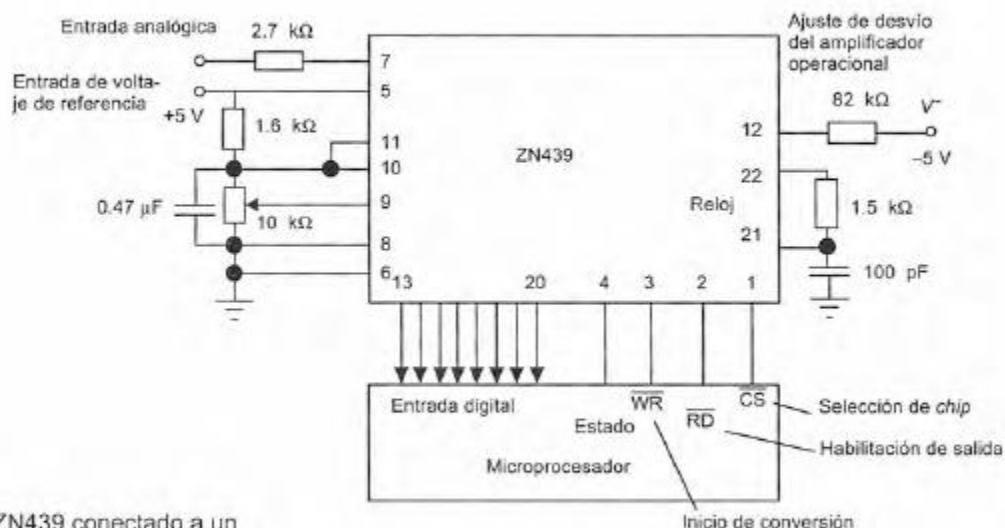 Entrada analógica
2.7 kΩ
Ajuste de desvío
del amplificador
operacional
7
Entrada de volta-
je de referencia
5
+5 V
1.6 kΩ
82 kΩ
V⁻
12
–5 V
11
10
ZN439
22
9
Reloj
0.47 µF
10 kΩ
1.5 kΩ
8
21
6
13
20
4
3
2
1
100 pF
Entrada digital
WR
CS
Selección de chip
Estado
RD
Habilitación de salida
Microprocesador
ZN439 conectado a un
Inicio de conversión